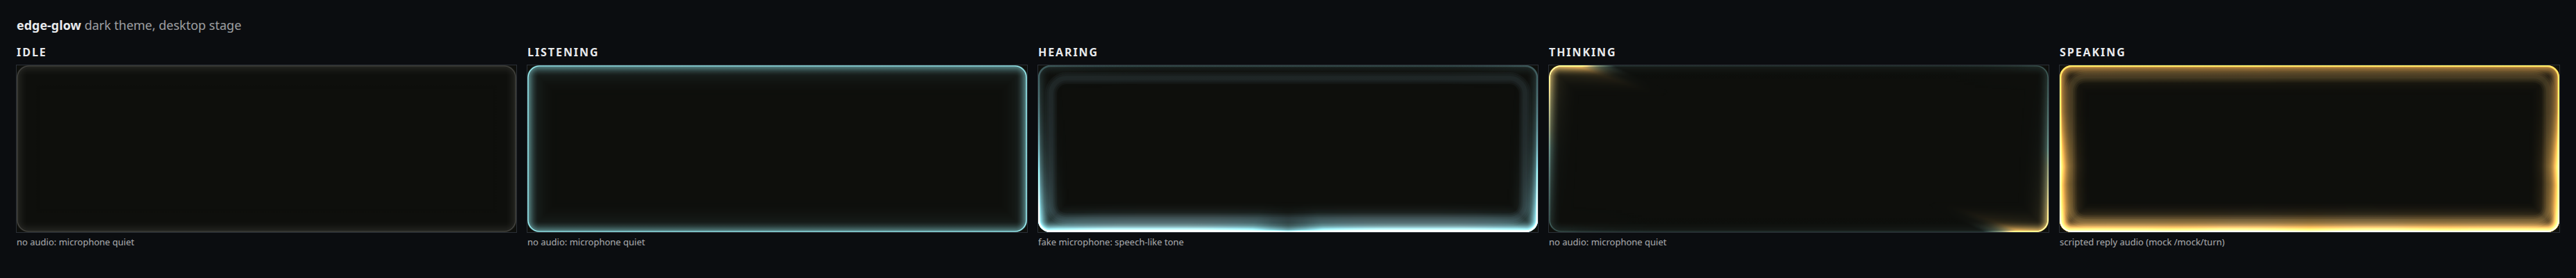 edge-glow dark theme, desktop stage
IDLE
LISTENING
HEARING
THINKING
SPEAKING
no audio: microphone quiet
no audio: microphone quiet
fake microphone: speech-like tone
no audio: microphone quiet
scripted reply audio (mock /mock/turn)